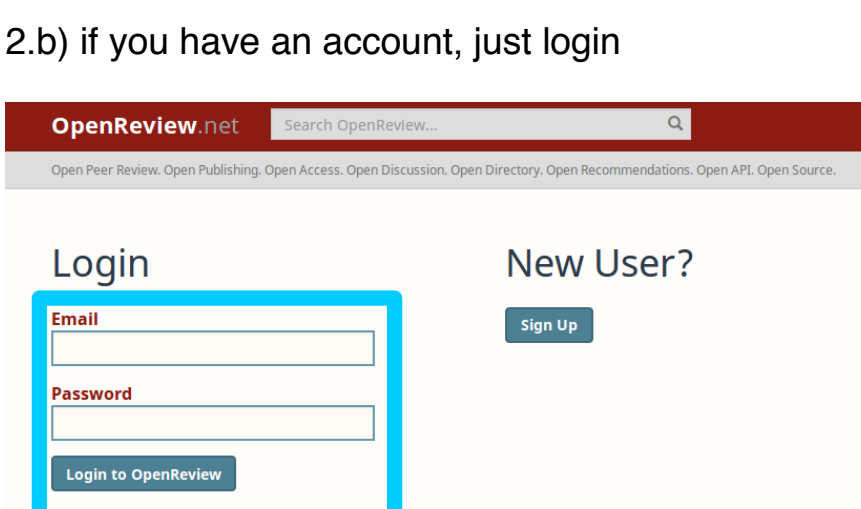 2.b) if you have an account, just login
OpenReview.net
Search OpenReview...
Open Peer Review. Open Publishing. Open Access. Open Discussion. Open Directory. Open Recommendations. Open API. Open Source.
Login
Email
Password
Login to OpenReview
New User?
Sign Up